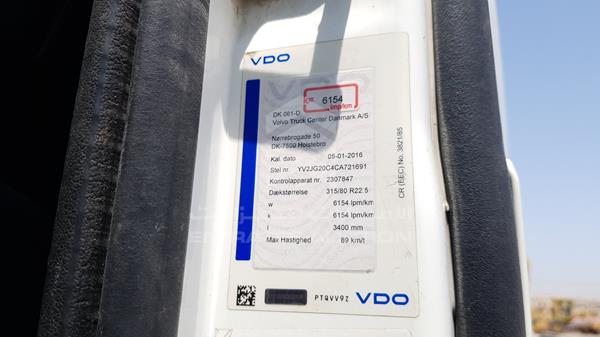 VDO
6154
Imp/km
DK 061-D
Volvo Truck Center Danmark A/S
Nørrebrogade 50
DK-7500 Holstebro
Kal. dato 05-01-2016
Stel nr. YV2JG20C4CA721691
Kontrolapparat nr. 2307847
Dækstørrelse 315/80 R22.5
w 6154 Ipm/km
k 6154 Ipm/km
l 3400 mm
Max Hastighed 89 km/t
CR (EEC) No. 3821/85
PTQVV9Z VDO